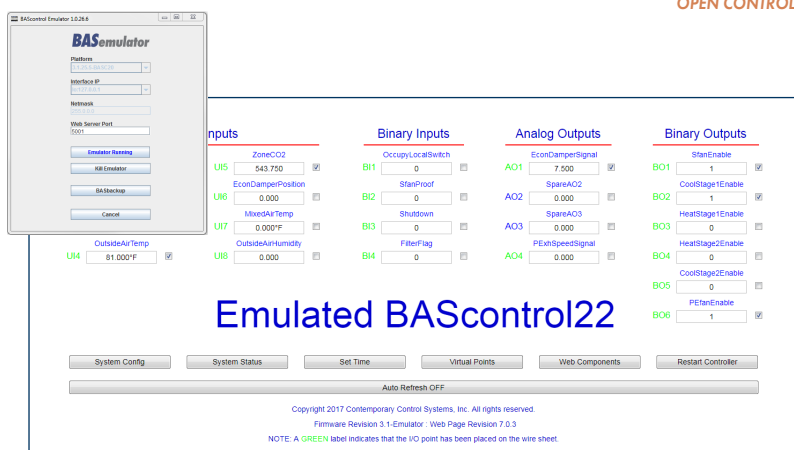 OPEN CONTROL
BAScontrol Emulator 1.0.26.6
BASemulator
Platform
Interface IP
Netmask
Web Server Port
5001
Emulator Running
Kill Emulator
BASbackup
Cancel
nputs
Binary Inputs
Analog Outputs
Binary Outputs
ZoneCO2
OccupyLocalSwitch
EconDamperSignal
SfanEnable
UI5 543.750
BI1 0
AO1 7.500
BO1 1
EconDamperPosition
SfanProof
SpareAO2
CoolStage1Enable
UI6 0.000
BI2 0
AO2 0.000
BO2 1
MixedAirTemp
Shutdown
SpareAO3
HeatStage1Enable
UI7 0.000°F
BI3 0
AO3 0.000
BO3 0
OutsideAirTemp
OutsideAirHumidity
FilterFlag
PExhSpeedSignal
HeatStage2Enable
UI4 81.000°F
UI8 0.000
BI4 0
AO4 0.000
BO4 0
CoolStage2Enable
BO5 0
PEfanEnable
BO6 1
Emulated BAScontrol22
System Config
System Status
Set Time
Virtual Points
Web Components
Restart Controller
Auto Refresh OFF
Copyright 2017 Contemporary Control Systems, Inc. All rights reserved.
Firmware Revision 3.1-Emulator : Web Page Revision 7.0.3
NOTE: A GREEN label indicates that the I/O point has been placed on the wire sheet.